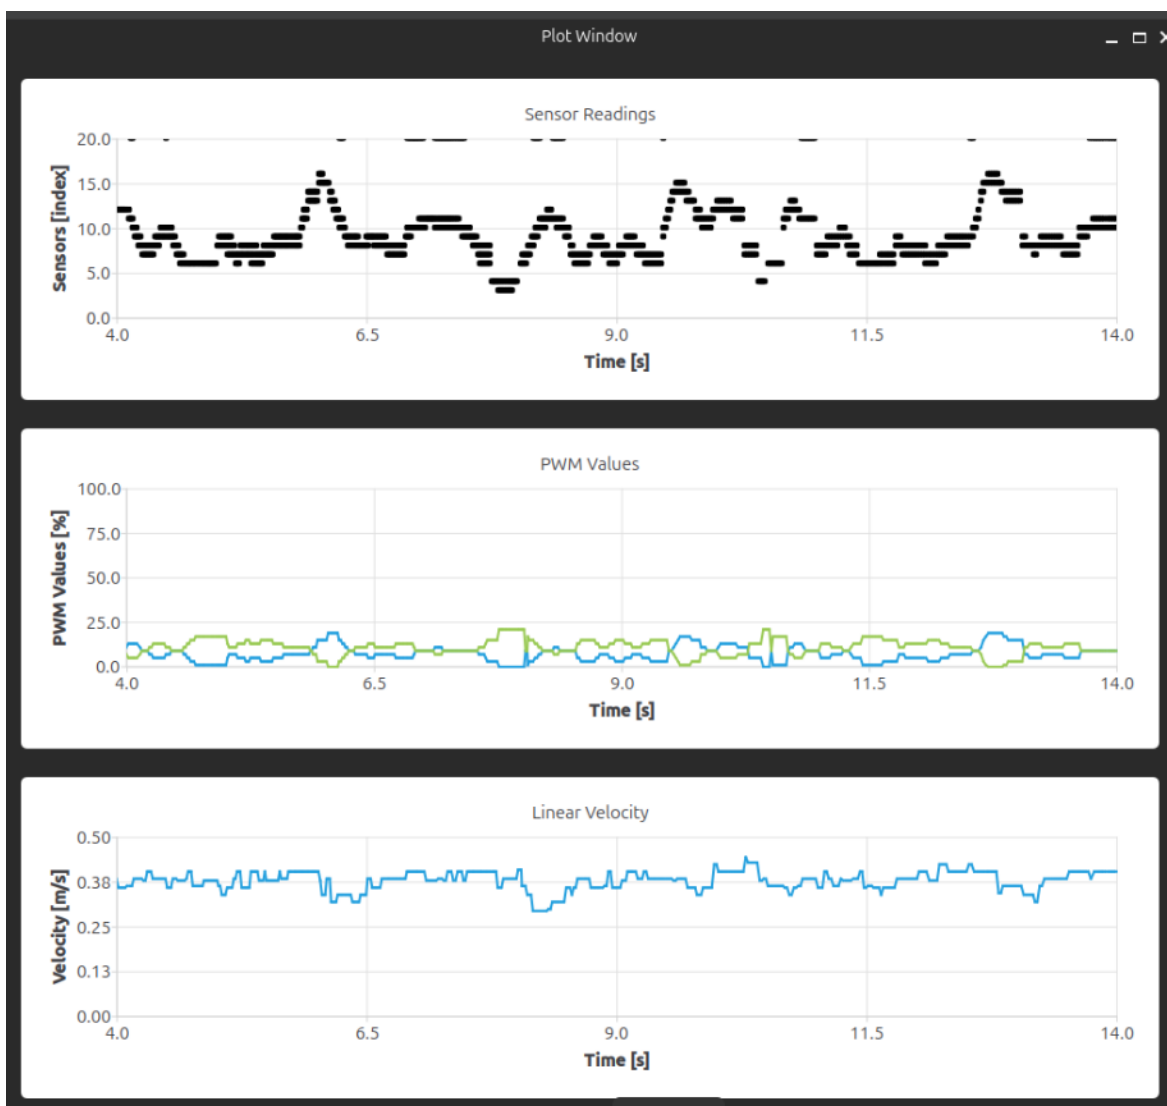 Plot Window
Sensor Readings
Sensors [index]
20.0
15.0
10.0
5.0
0.0
4.0 6.5 9.0 11.5 14.0
Time [s]
PWM Values
PWM Values [%]
100.0
75.0
50.0
25.0
0.0
4.0 6.5 9.0 11.5 14.0
Time [s]
Linear Velocity
Velocity [m/s]
0.50
0.38
0.25
0.13
0.00
4.0 6.5 9.0 11.5 14.0
Time [s]